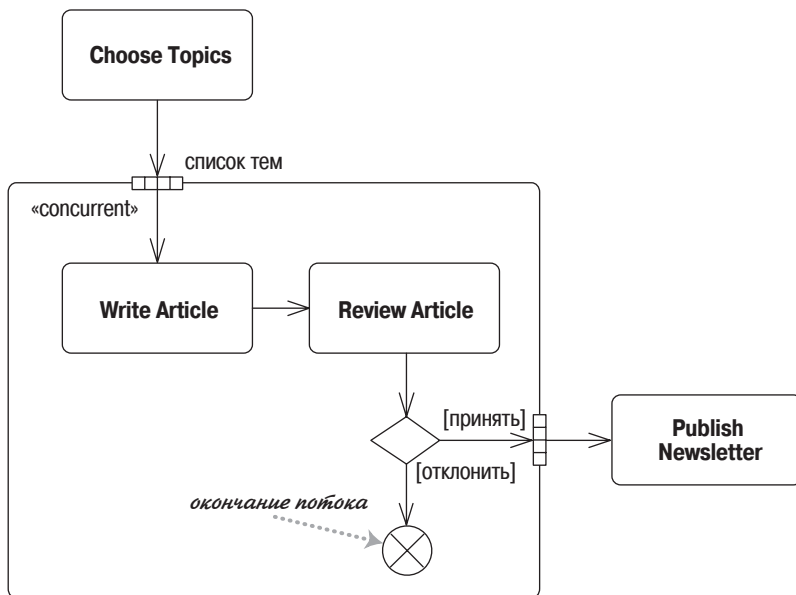 Choose Topics
список тем
«concurrent»
Write Article
Review Article
[принять]
Publish
Newsletter
[отклонить]
окончание потока